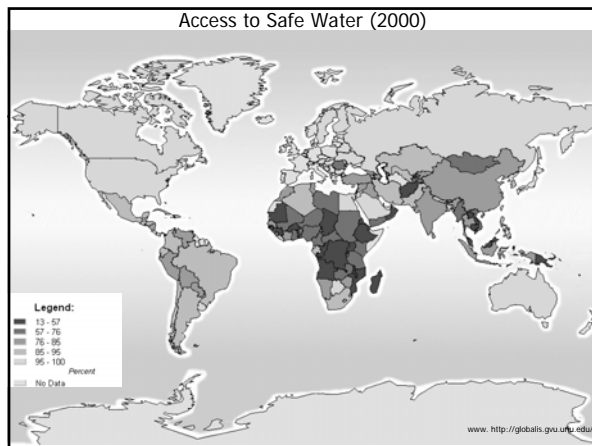 Access to Safe Water (2000)
Legend:
13 - 57
57 - 76
76 - 85
85 - 95
95 - 100
Percent
No Data
www. http://globalis.gvu.unu.edu/